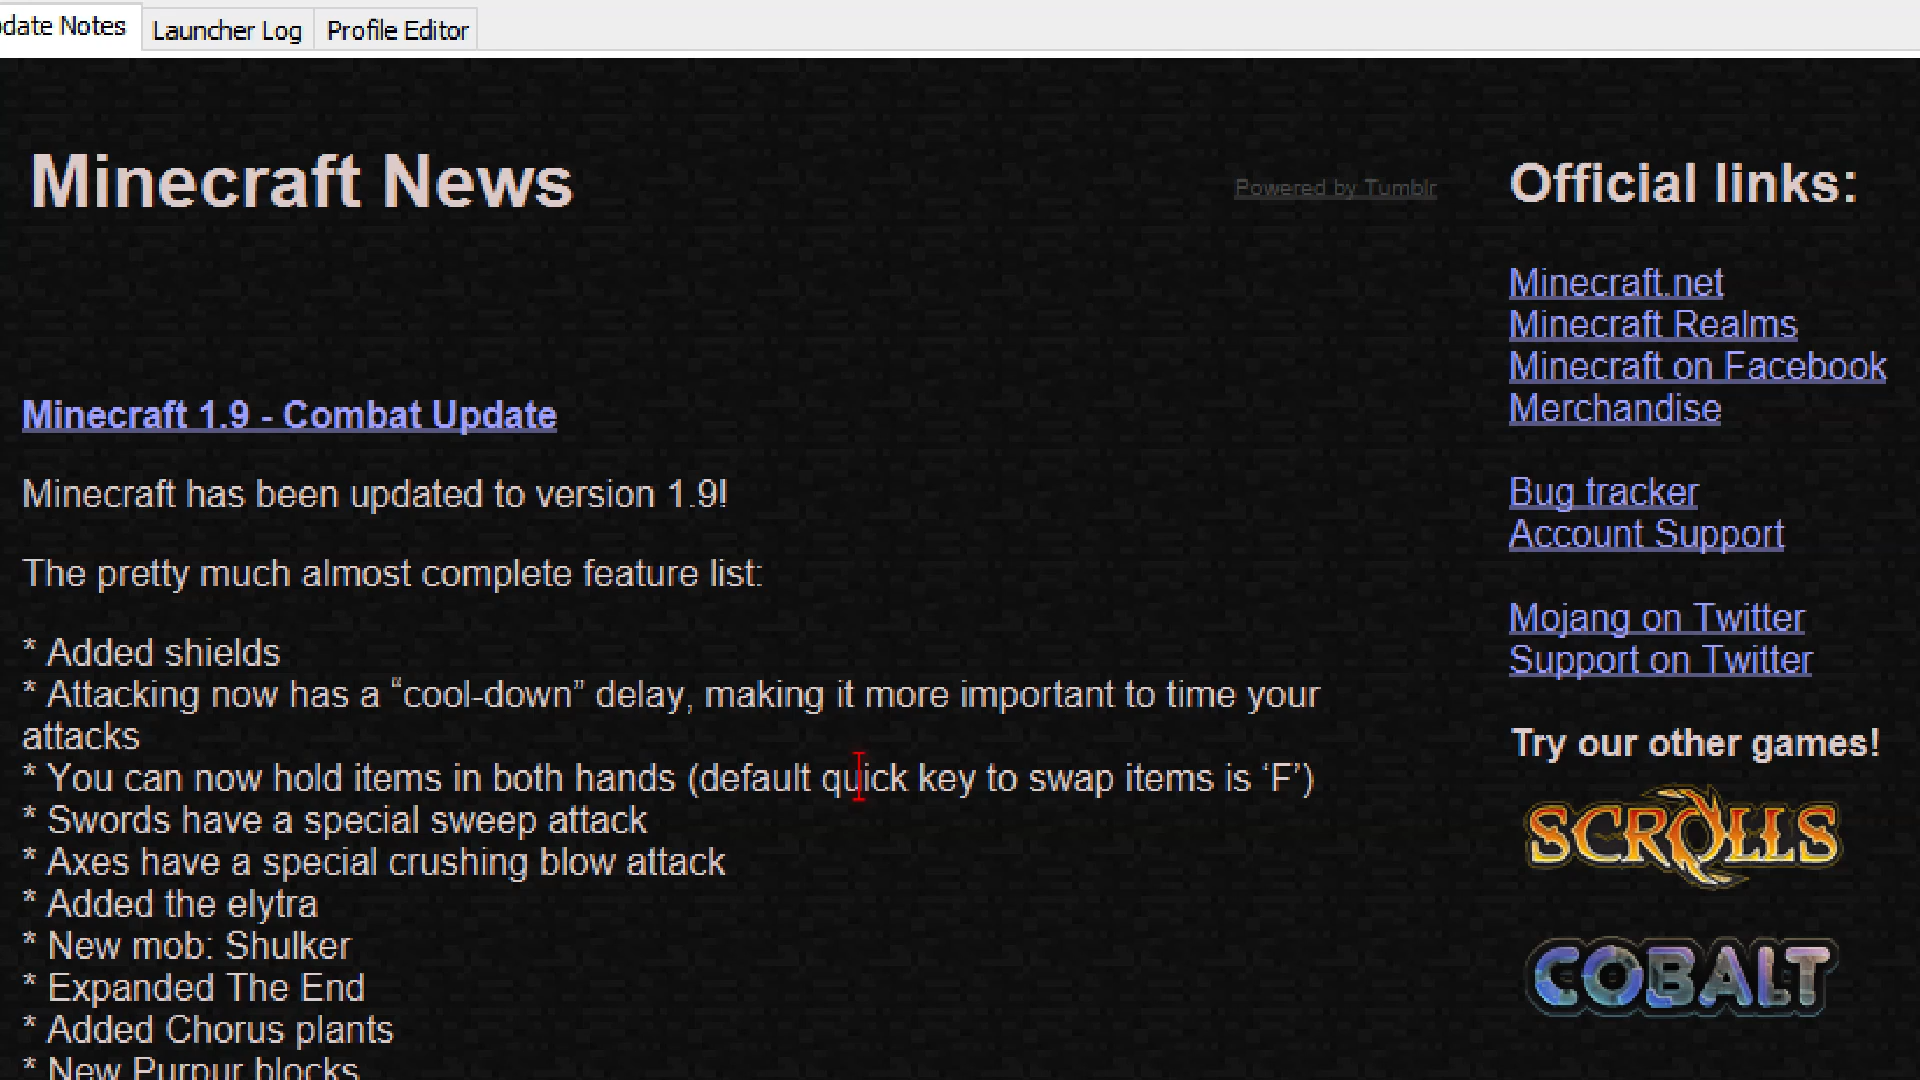 pdate Notes
Launcher Log
Profile Editor
Minecraft News
Powered by Tumblr
Minecraft 1.9 - Combat Update
Minecraft has been updated to version 1.9!
The pretty much almost complete feature list:
* Added shields
* Attacking now has a “cool-down” delay, making it more important to time your
attacks
* You can now hold items in both hands (default quick key to swap items is ‘F’)
* Swords have a special sweep attack
* Axes have a special crushing blow attack
* Added the elytra
* New mob: Shulker
* Expanded The End
* Added Chorus plants
* New Purpur blocks
Official links:
Minecraft.net
Minecraft Realms
Minecraft on Facebook
Merchandise
Bug tracker
Account Support
Mojang on Twitter
Support on Twitter
Try our other games!
SCROLLS
COBALT